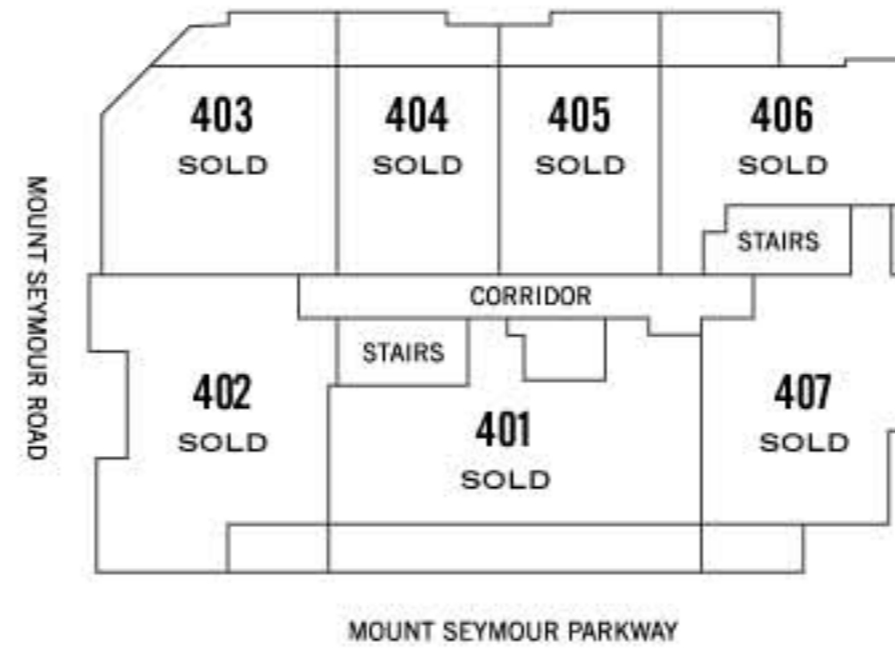 403
SOLD
404
SOLD
405
SOLD
406
SOLD
STAIRS
MOUNT SEYMOUR ROAD
CORRIDOR
STAIRS
402
SOLD
401
SOLD
407
SOLD
MOUNT SEYMOUR PARKWAY